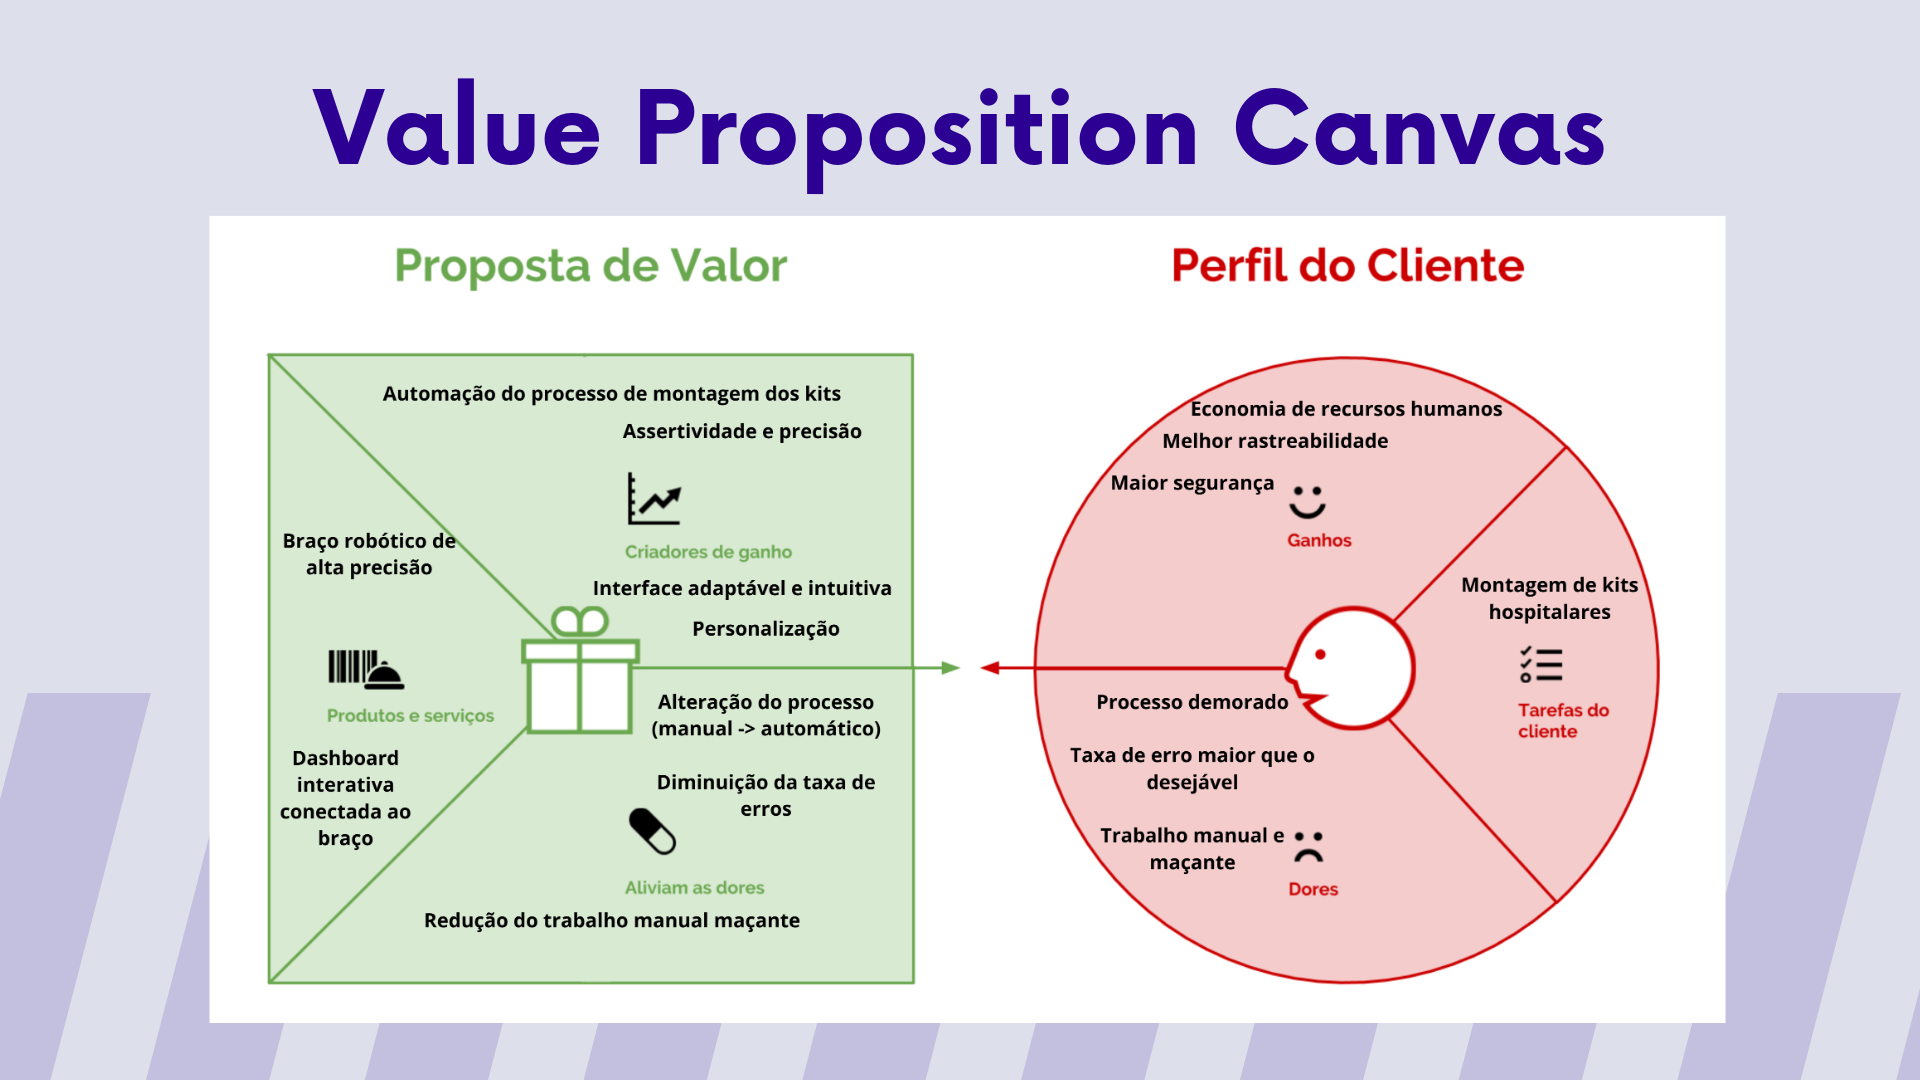 Value Proposition Canvas
Proposta de Valor
Automação do processo de montagem dos kits
Assertividade e precisão
Criadores de ganho
Interface adaptável e intuitiva
Personalização
Braço robótico de
alta precisão
Produtos e serviços
Dashboard
interativa
conectada ao
braço
Alteração do processo
(manual -> automático)
Diminuição da taxa de
erros
Aliviam as dores
Redução do trabalho manual maçante
Perfil do Cliente
Economia de recursos humanos
Melhor rastreabilidade
Maior segurança
Ganhos
Montagem de kits
hospitalares
Tarefas do
cliente
Processo demorado
Taxa de erro maior que o
desejável
Trabalho manual e
maçante
Dores